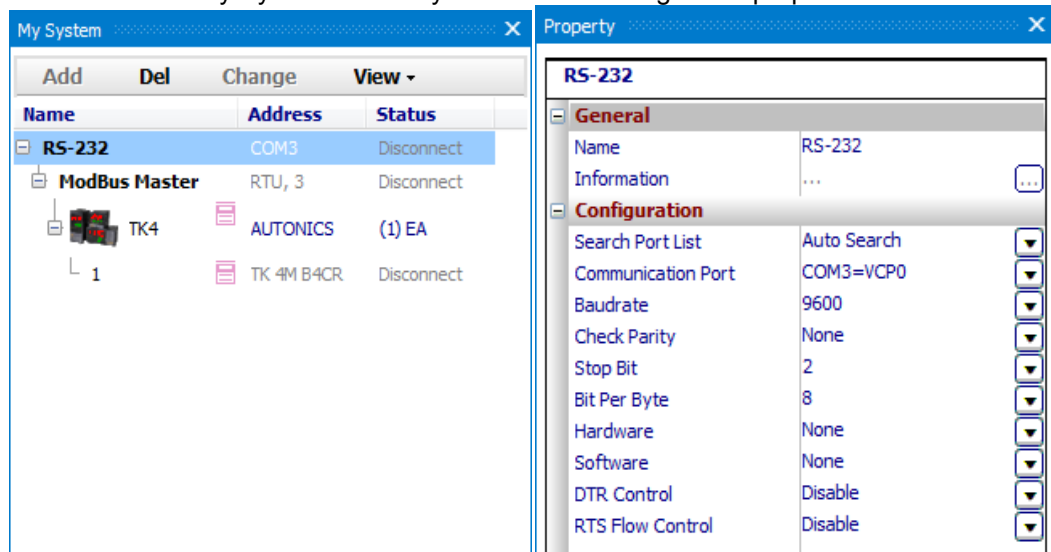 My System
Add Del Change View
Name Address Status
RS-232 COM3 Disconnect
ModBus Master RTU, 3 Disconnect
TK4 AUTONICS (1) EA
1 TK 4M B4CR Disconnect
Property
RS-232
General
Name RS-232
Information ... ...
Configuration
Search Port List Auto Search
Communication Port COM3=VCP0
Baudrate 9600
Check Parity None
Stop Bit 2
Bit Per Byte 8
Hardware None
Software None
DTR Control Disable
RTS Flow Control Disable